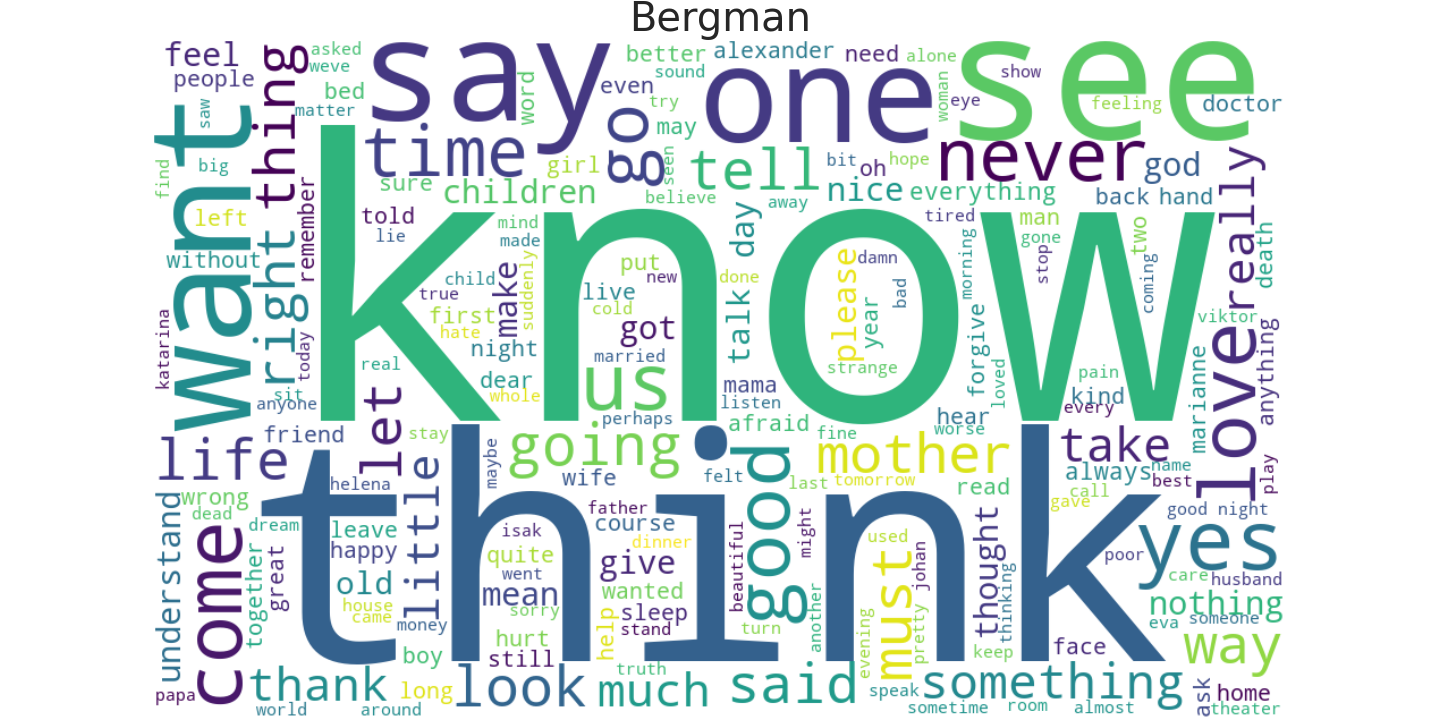 Bergman
feel
asked
weve
people
say
better
alexander
need
alone
see
sound
even
one
show
eye
woman
feeling
doctor
saw
thing
bed
matter
word
try
may
go
time
want
find
big
girl
seen
tell
bit
oh
hope
never
god
sure
children
believe
away
nice
everything
back
hand
really
left
remember
told
lie
know
mind
made
day
tired
man
gone
two
death
without
right
child
true
suddenly
make
put
new
done
damn
please
morning
stop
coming
live
cold
first
hate
got
talk
year
bad
viktor
katarina
today
real
night
married
strange
forgive
loved
pain
marianne
anything
love
sit
anyone
dear
whole
us
mama
listen
kind
every
let
friend
stay
perhaps
afraid
fine
hear
worse
take
life
going
mother
maybe
wife
felt
good
last
tomorrow
read
always
name
best
call
gave
play
helena
think
wrong
dead
understand
dream
leave
little
father
isak
course
dinner
quite
beautiful
might
used
thought
good night
yes
come
together
great
happy
old
went
give
mean
wanted
must
johan
poor
care
husband
house
came
money
sorry
sleep
stand
help
hurt
turn
another
evening
pretty
thinking
nothing
eva
someone
keep
face
way
boy
still
truth
papa
thank
long
look
much
said
speak
something
ask
home
world
around
sometime
room
almost
theater